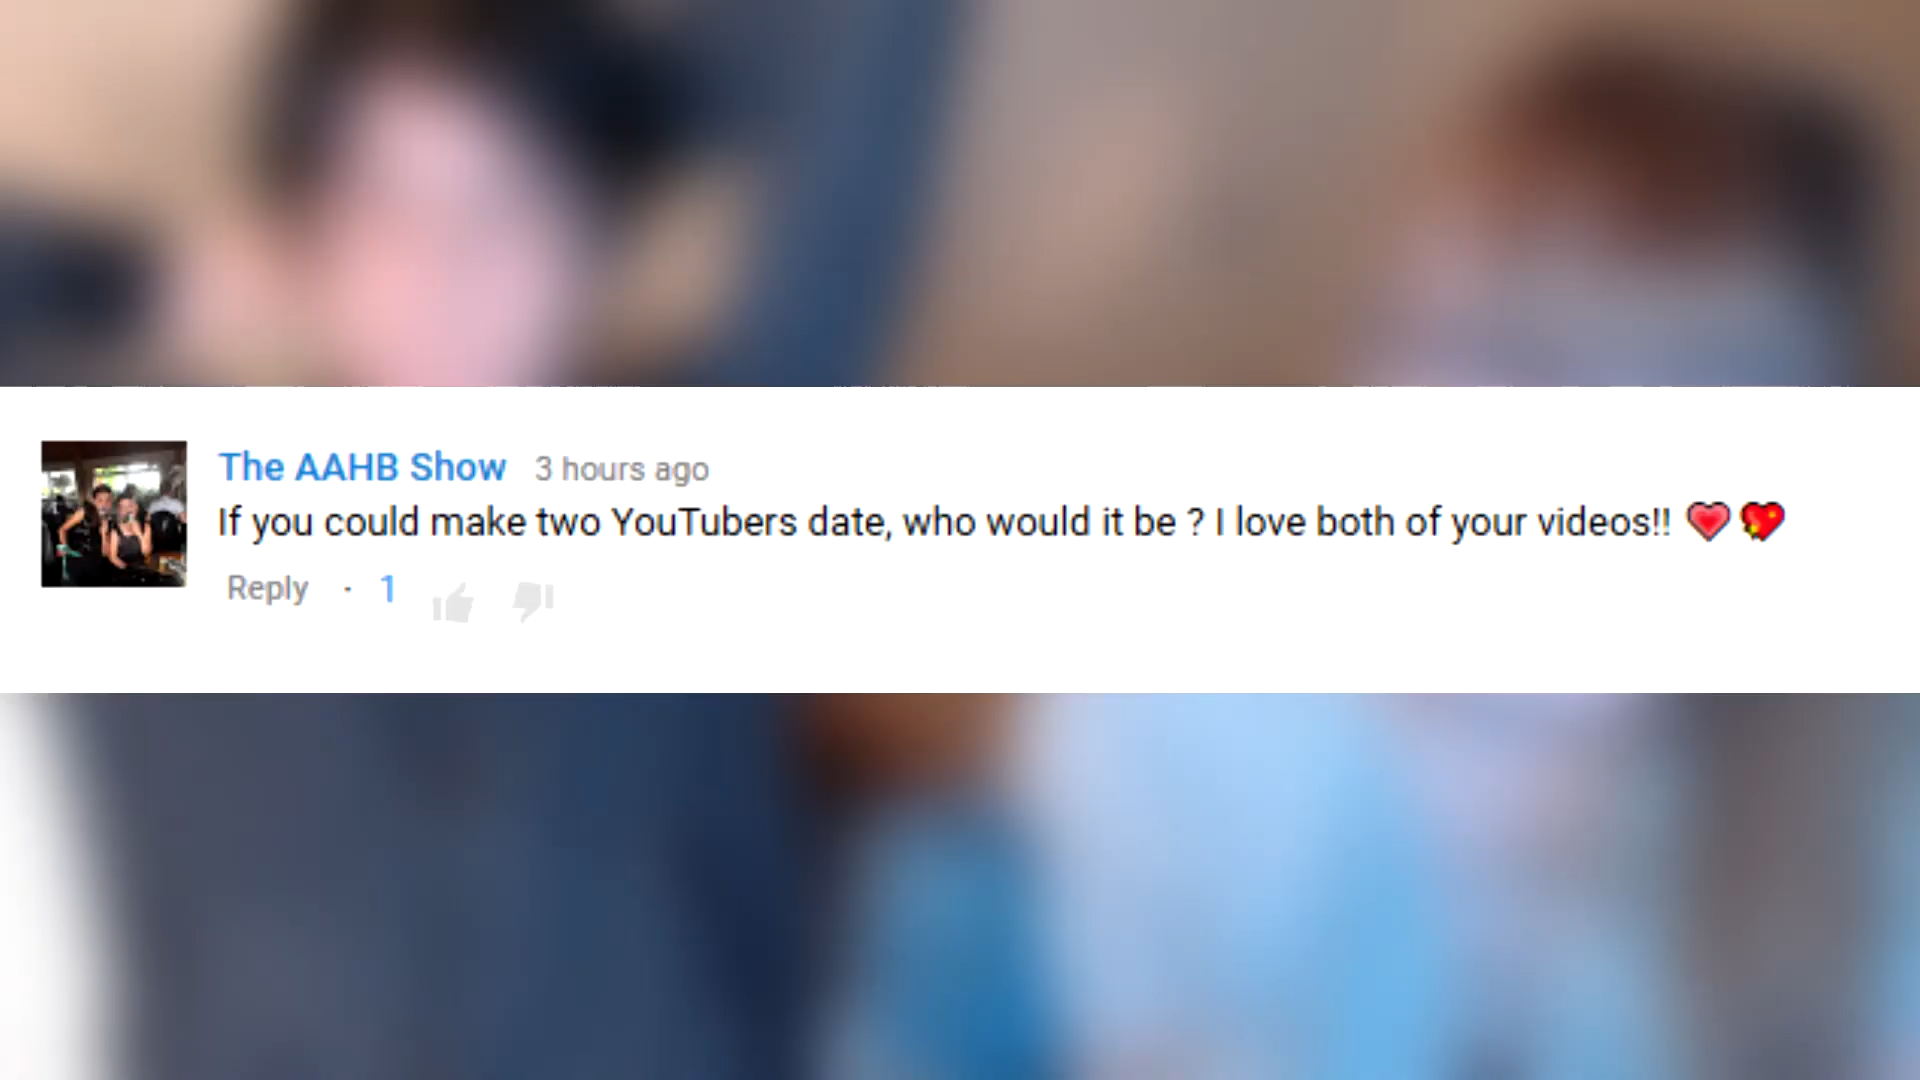 The AAHB Show 3 hours ago
If you could make two YouTubers date, who would it be ? I love both of your videos!! 💗 💖
Reply · 1